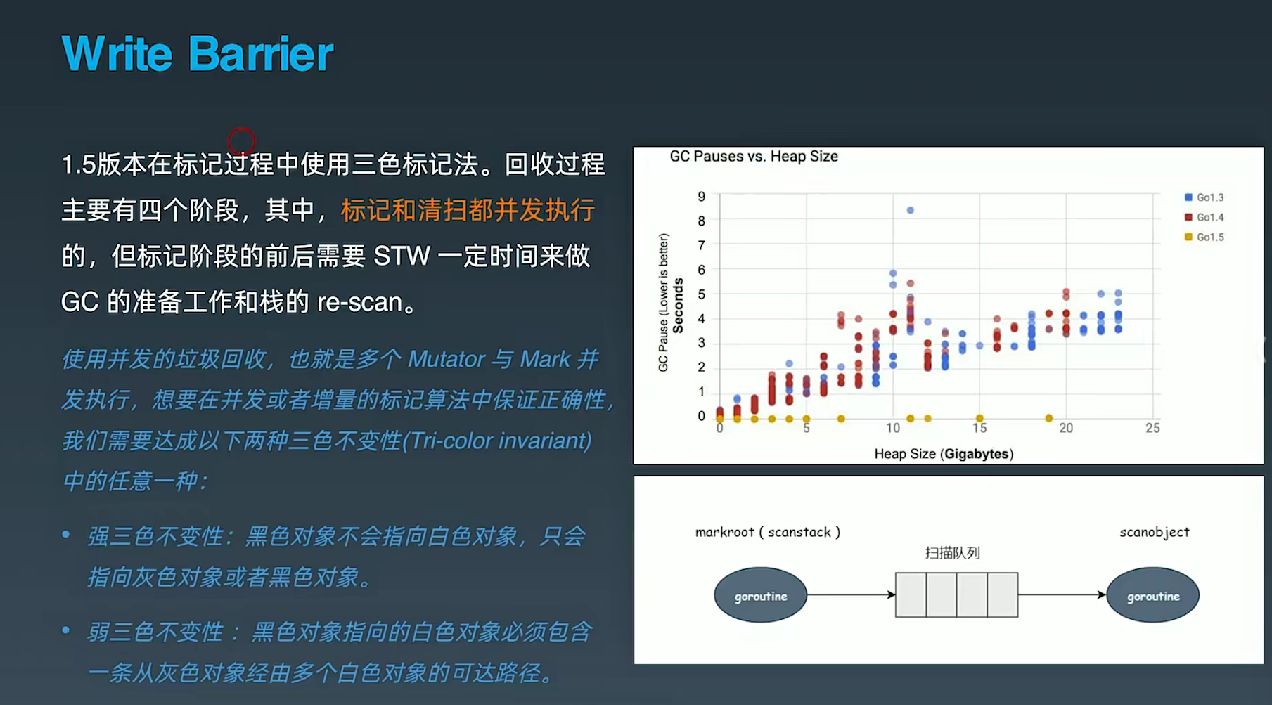 Write Barrier
1.5版本在标记过程中使用三色标记法。回收过程
主要有四个阶段，其中，标记和清扫都并发执行
的，但标记阶段的前后需要 STW 一定时间来做
GC 的准备工作和栈的 re-scan。
使用并发的垃圾回收，也就是多个 Mutator 与 Mark 并
发执行，想要在并发或者增量的标记算法中保证正确性，
我们需要达成以下两种三色不变性(Tri-color invariant)
中的任意一种：
• 强三色不变性：黑色对象不会指向白色对象，只会
指向灰色对象或者黑色对象。
• 弱三色不变性 ：黑色对象指向的白色对象必须包含
一条从灰色对象经由多个白色对象的可达路径。
GC Pauses vs. Heap Size
GC Pause (Lower is better)
Seconds
9
8
7
6
5
4
3
2
1
0
0 5 10 15 20 25
Heap Size (Gigabytes)
Go1.3
Go1.4
Go1.5
markroot ( scanstack )
扫描队列
scanobject
goroutine
goroutine